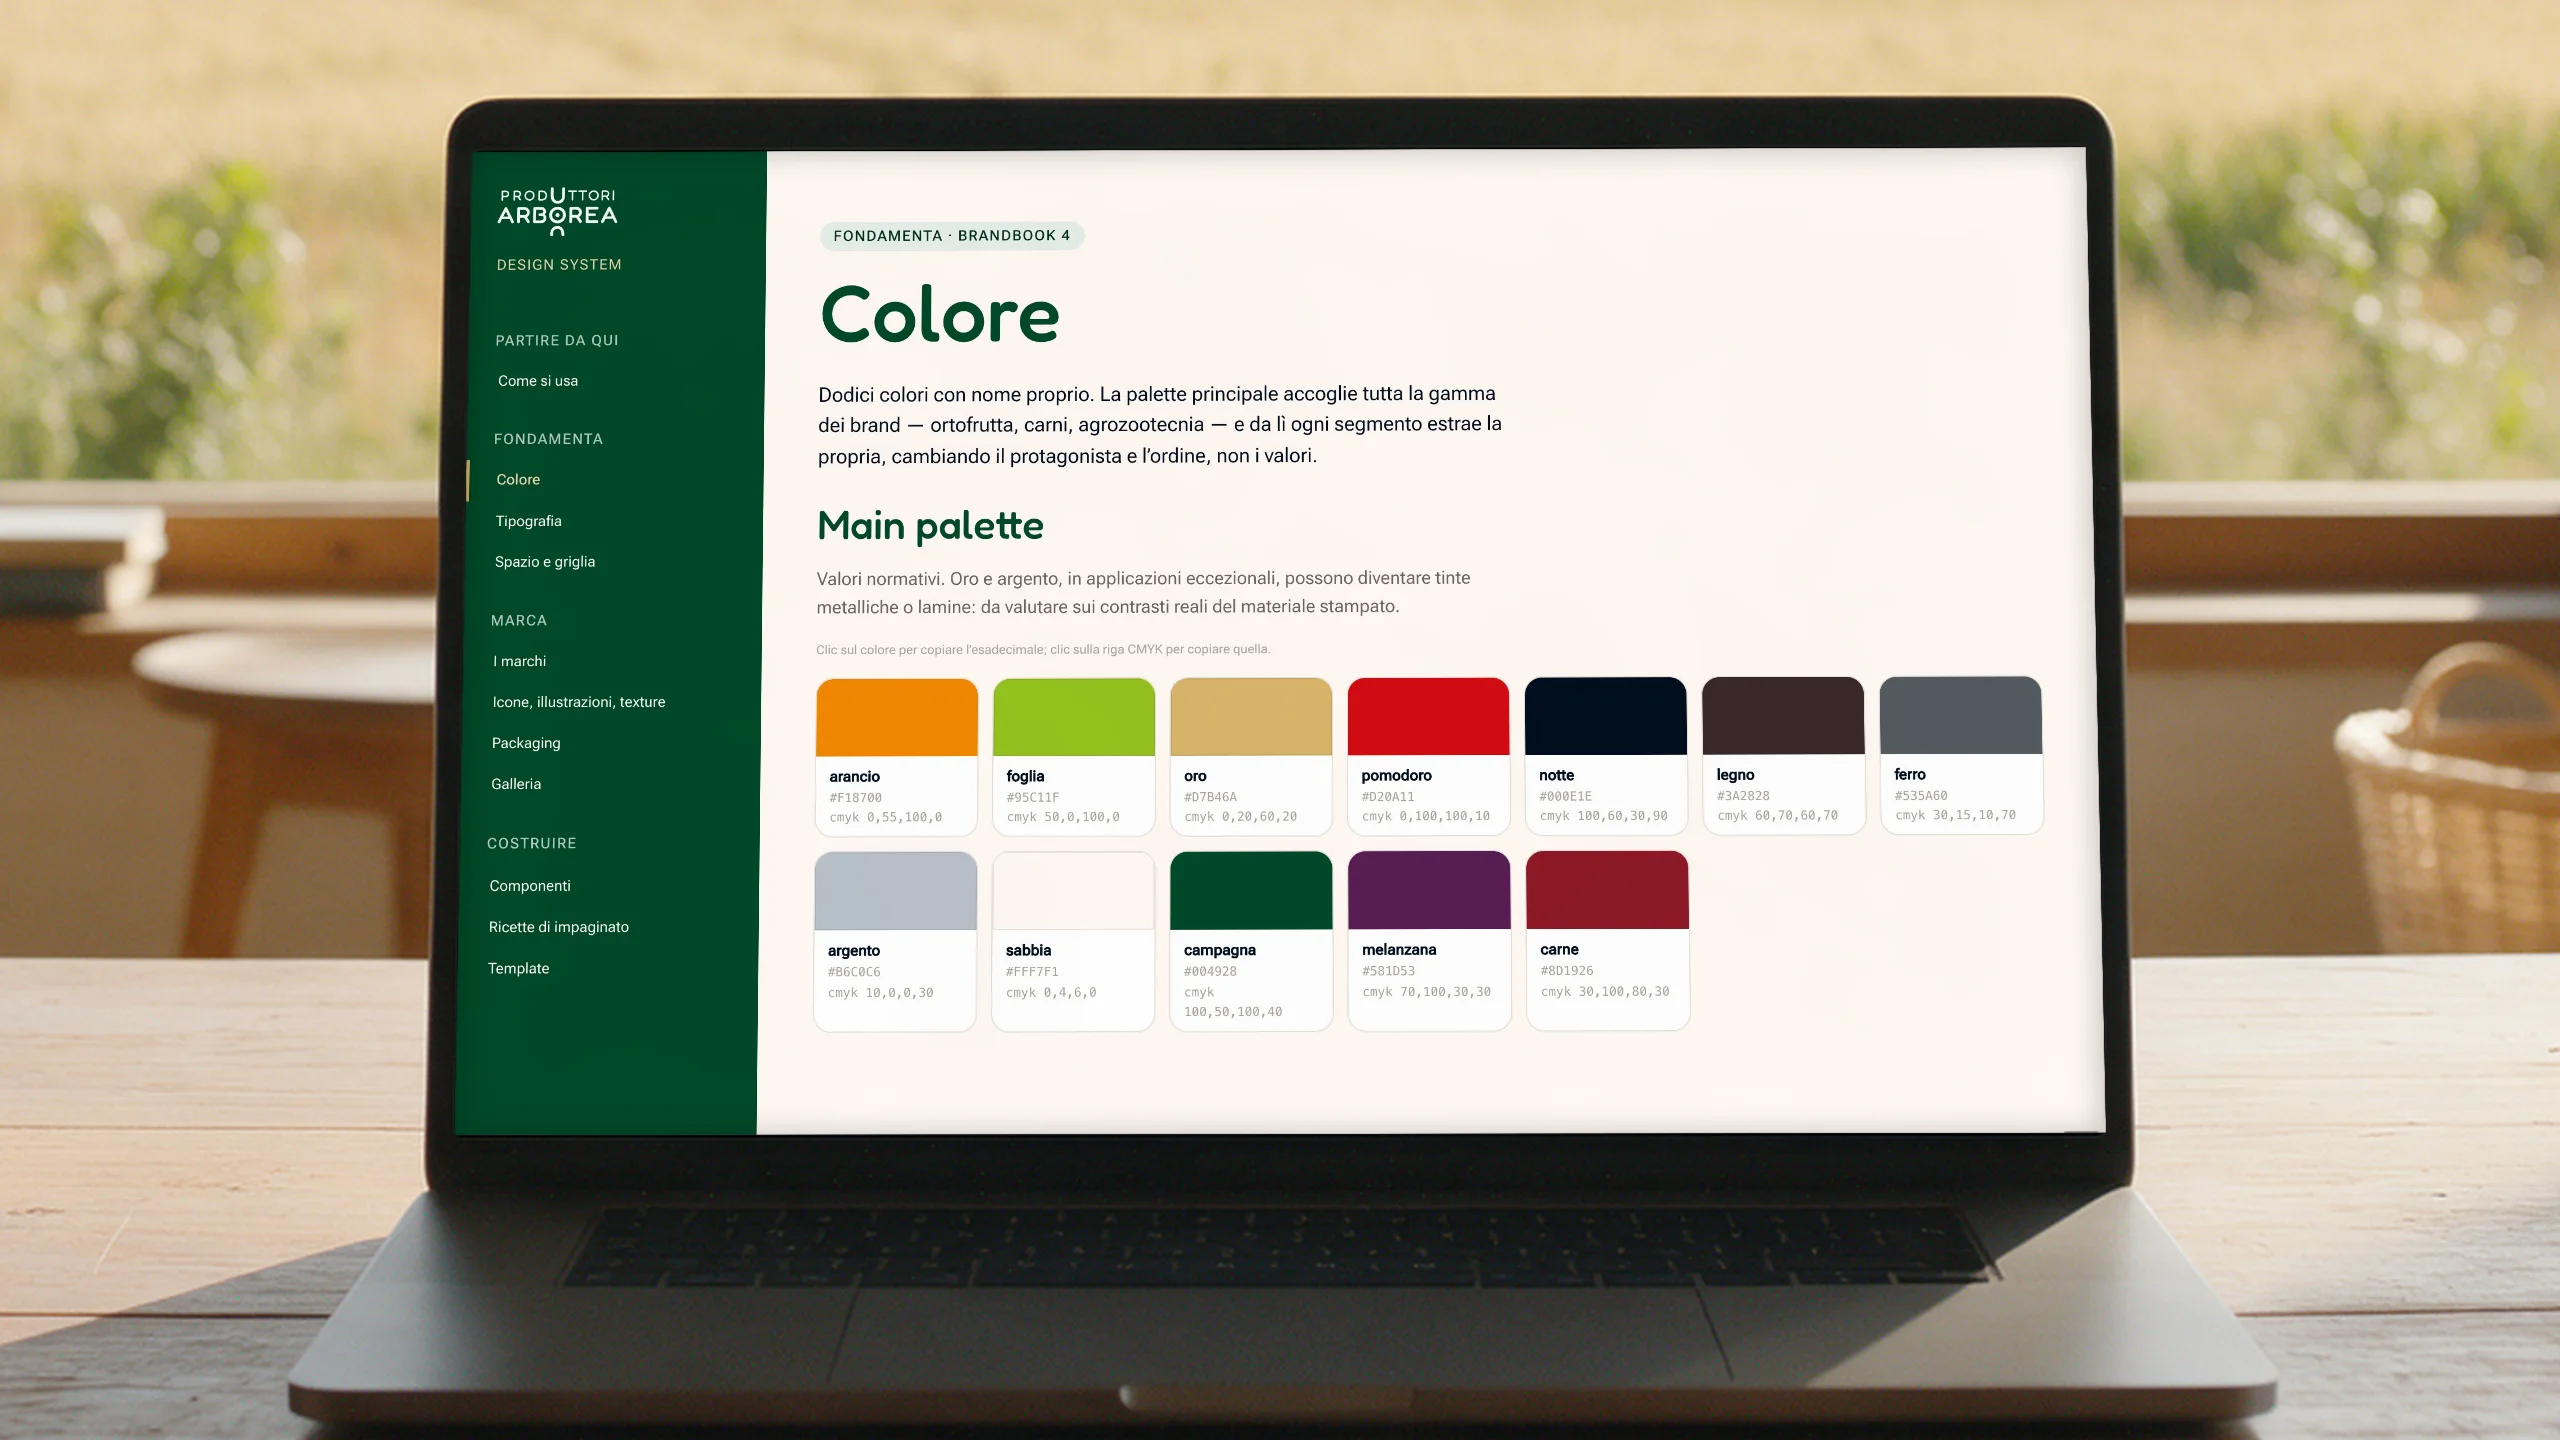 PRODUTTORI
ARBOREA
DESIGN SYSTEM
PARTIRE DA QUI
Come si usa
FONDAMENTA
Colore
Tipografia
Spazio e griglia
MARCA
I marchi
Icone, illustrazioni, texture
Packaging
Galleria
COSTRUIRE
Componenti
Ricette di impaginato
Template
FONDAMENTA · BRANDBOOK 4
Colore
Dodici colori con nome proprio. La palette principale accoglie tutta la gamma
dei brand — ortofrutta, carni, agrozootecnia — e da lì ogni segmento estrae la
propria, cambiando il protagonista e l'ordine, non i valori.
Main palette
Valori normativi. Oro e argento, in applicazioni eccezionali, possono diventare tinte
metalliche o lamine: da valutare sui contrasti reali del materiale stampato.
Clic sul colore per copiare l'esadecimale; clic sulla riga CMYK per copiare quella.
arancio
#F18700
cmyk 0,55,100,0
foglia
#95C11F
cmyk 50,0,100,0
oro
#D7B46A
cmyk 0,20,60,20
pomodoro
#D20A11
cmyk 0,100,100,10
notte
#000E1E
cmyk 100,60,30,90
legno
#3A2828
cmyk 60,70,60,70
ferro
#535A60
cmyk 30,15,10,70
argento
#B6C0C6
cmyk 10,0,0,30
sabbia
#FFF7F1
cmyk 0,4,6,0
campagna
#004928
cmyk
100,50,100,40
melanzana
#581D53
cmyk 70,100,30,30
carne
#8D1926
cmyk 30,100,80,30